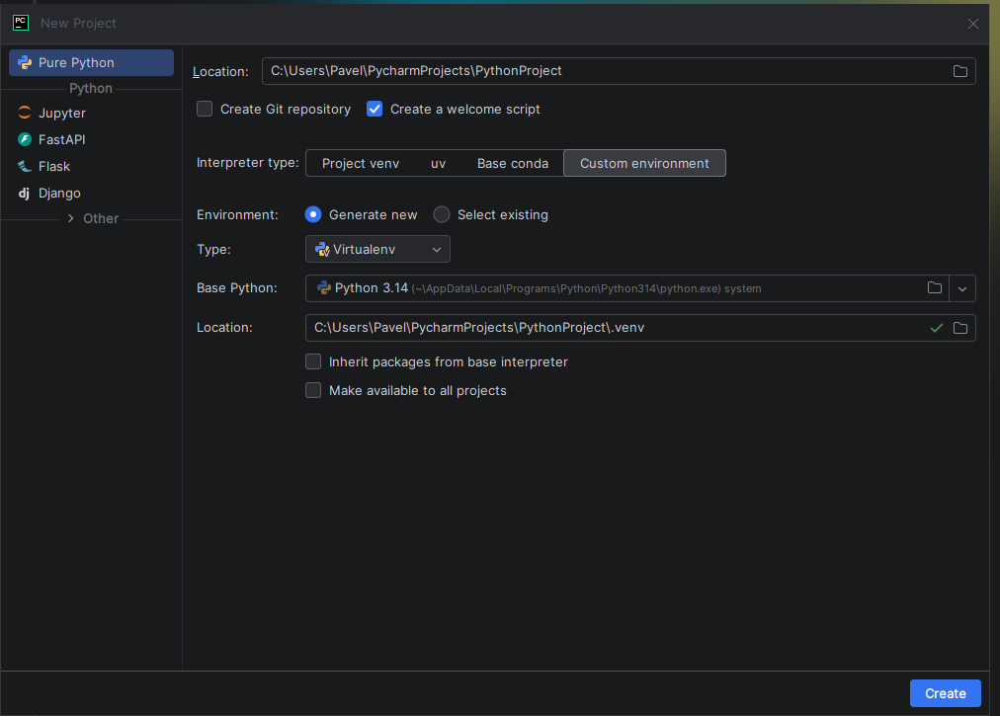 PC
New Project
Pure Python
Python
Jupyter
FastAPI
Flask
dj Django
Other
Location: C:\Users\Pavel\PycharmProjects\PythonProject
Create Git repository Create a welcome script
Interpreter type: Project venv uv Base conda Custom environment
Environment: Generate new Select existing
Type: Virtualenv
Base Python: Python 3.14 (~\AppData\Local\Programs\Python\Python314\python.exe) system
Location: C:\Users\Pavel\PycharmProjects\PythonProject\.venv
Inherit packages from base interpreter
Make available to all projects
Create